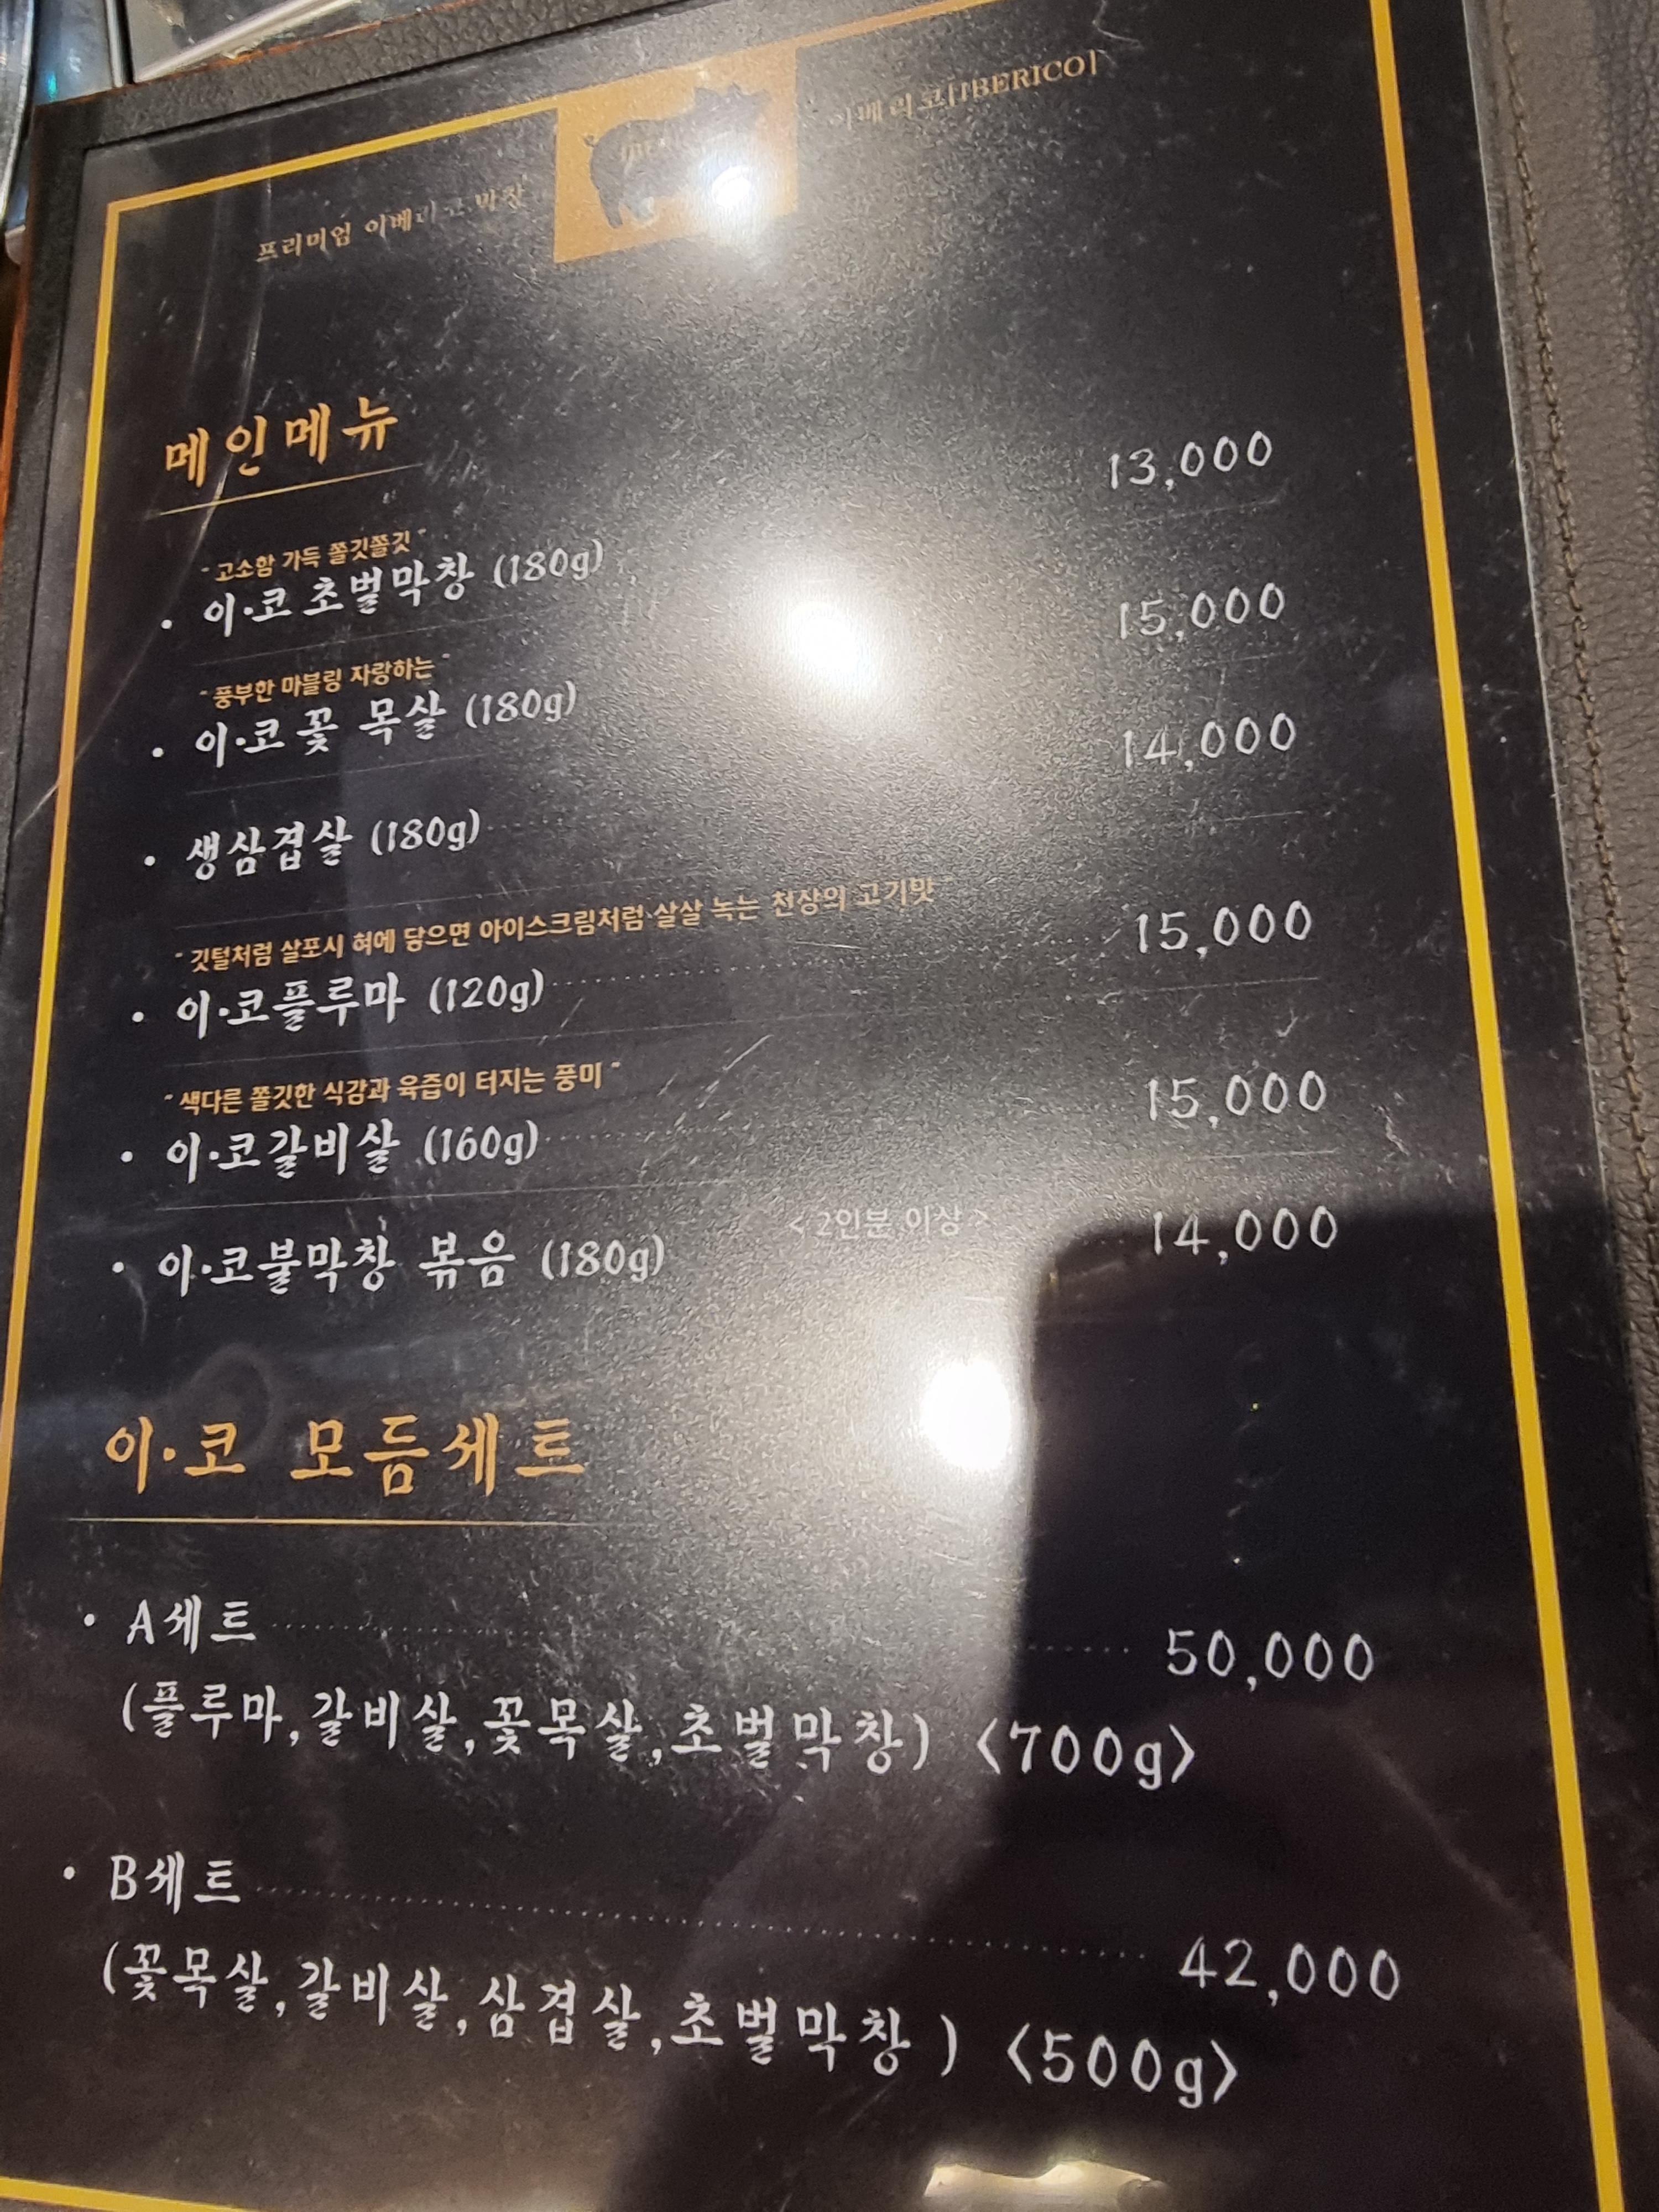 프리미엄 이베리코 막창
이베리코[IBERICO]
메인메뉴
13,000
" 고소함 가득 쫄깃쫄깃 "
• 이·코 초벌막창 (180g)
15,000
" 풍부한 마블링 자랑하는 "
• 이·코 꽃 목살 (180g)
14,000
• 생삼겹살 (180g)
" 깃털처럼 살포시 혀에 닿으면 아이스크림처럼 살살 녹는 천상의 고기맛
• 이·코플루마 (120g) 15,000
" 색다른 쫄깃한 식감과 육즙이 터지는 풍미 "
• 이·코갈비살 (160g) 15,000
• 이·코불막창 볶음 (180g) < 2인분 이상 > 14,000
이·코 모듬세트
• A세트 50,000
(플루마,갈비살,꽃목살,초벌막창) <700g>
• B세트 42,000
(꽃목살,갈비살,삼겹살,초벌막창) <500g>